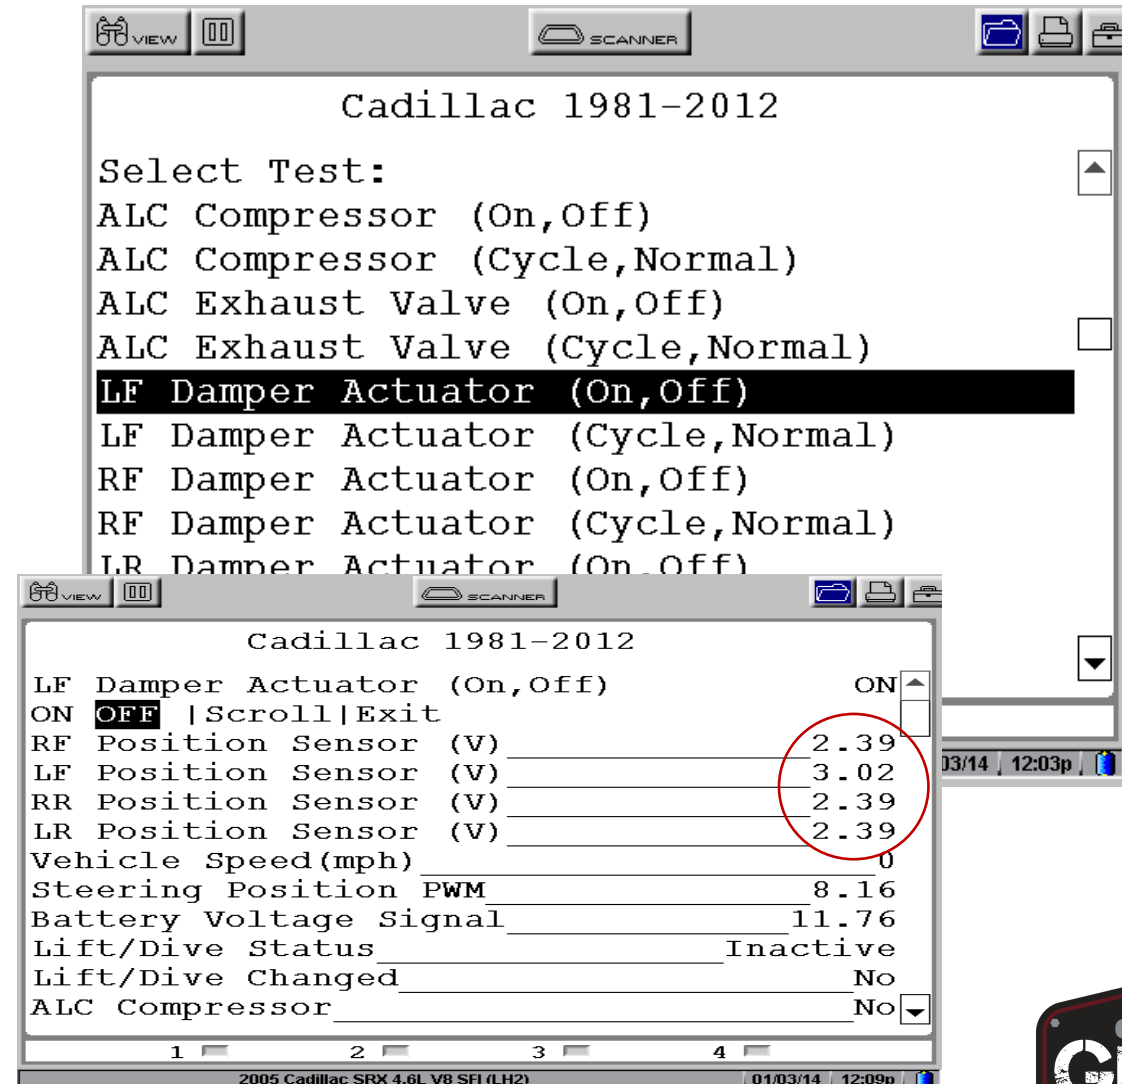 VIEW SCANNER
Cadillac 1981-2012
Select Test:
ALC Compressor (On,Off)
ALC Compressor (Cycle,Normal)
ALC Exhaust Valve (On,Off)
ALC Exhaust Valve (Cycle,Normal)
LF Damper Actuator (On,Off)
LF Damper Actuator (Cycle,Normal)
RF Damper Actuator (On,Off)
RF Damper Actuator (Cycle,Normal)
LR Damper Actuator (On,Off)
03/14 12:03p
VIEW SCANNER
Cadillac 1981-2012
LF Damper Actuator (On,Off) ON
ON OFF |Scroll|Exit
RF Position Sensor (V) 2.39
LF Position Sensor (V) 3.02
RR Position Sensor (V) 2.39
LR Position Sensor (V) 2.39
Vehicle Speed(mph) 0
Steering Position PWM 8.16
Battery Voltage Signal 11.76
Lift/Dive Status Inactive
Lift/Dive Changed No
ALC Compressor No
1 2 3 4
2005 Cadillac SRX 4.6L V8 SFI (LH2) 01/03/14 12:09p